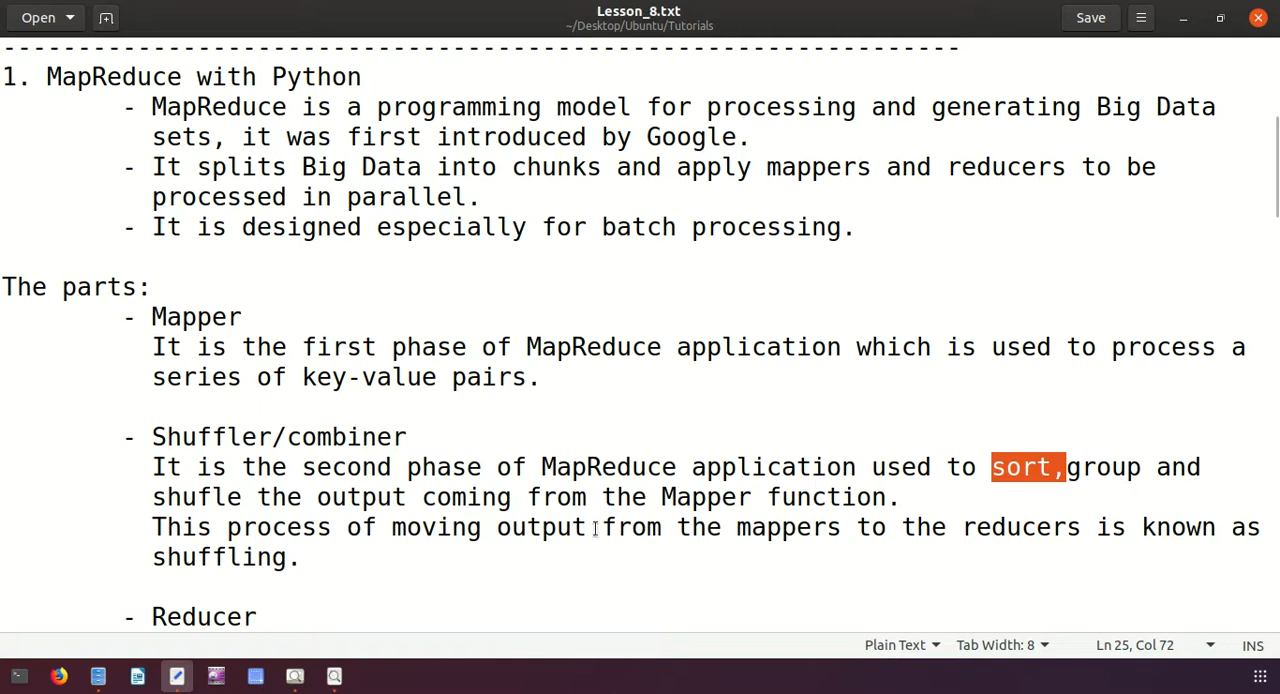 Open
Lesson_8.txt
~/Desktop/Ubuntu/Tutorials
Save
----------------------------------------------------------------
1. MapReduce with Python
- MapReduce is a programming model for processing and generating Big Data
sets, it was first introduced by Google.
- It splits Big Data into chunks and apply mappers and reducers to be
processed in parallel.
- It is designed especially for batch processing.
The parts:
- Mapper
It is the first phase of MapReduce application which is used to process a
series of key-value pairs.
- Shuffler/combiner
It is the second phase of MapReduce application used to sort,group and
shufle the output coming from the Mapper function.
This process of moving output from the mappers to the reducers is known as
shuffling.
- Reducer
Plain Text
Tab Width: 8
Ln 25, Col 72
INS